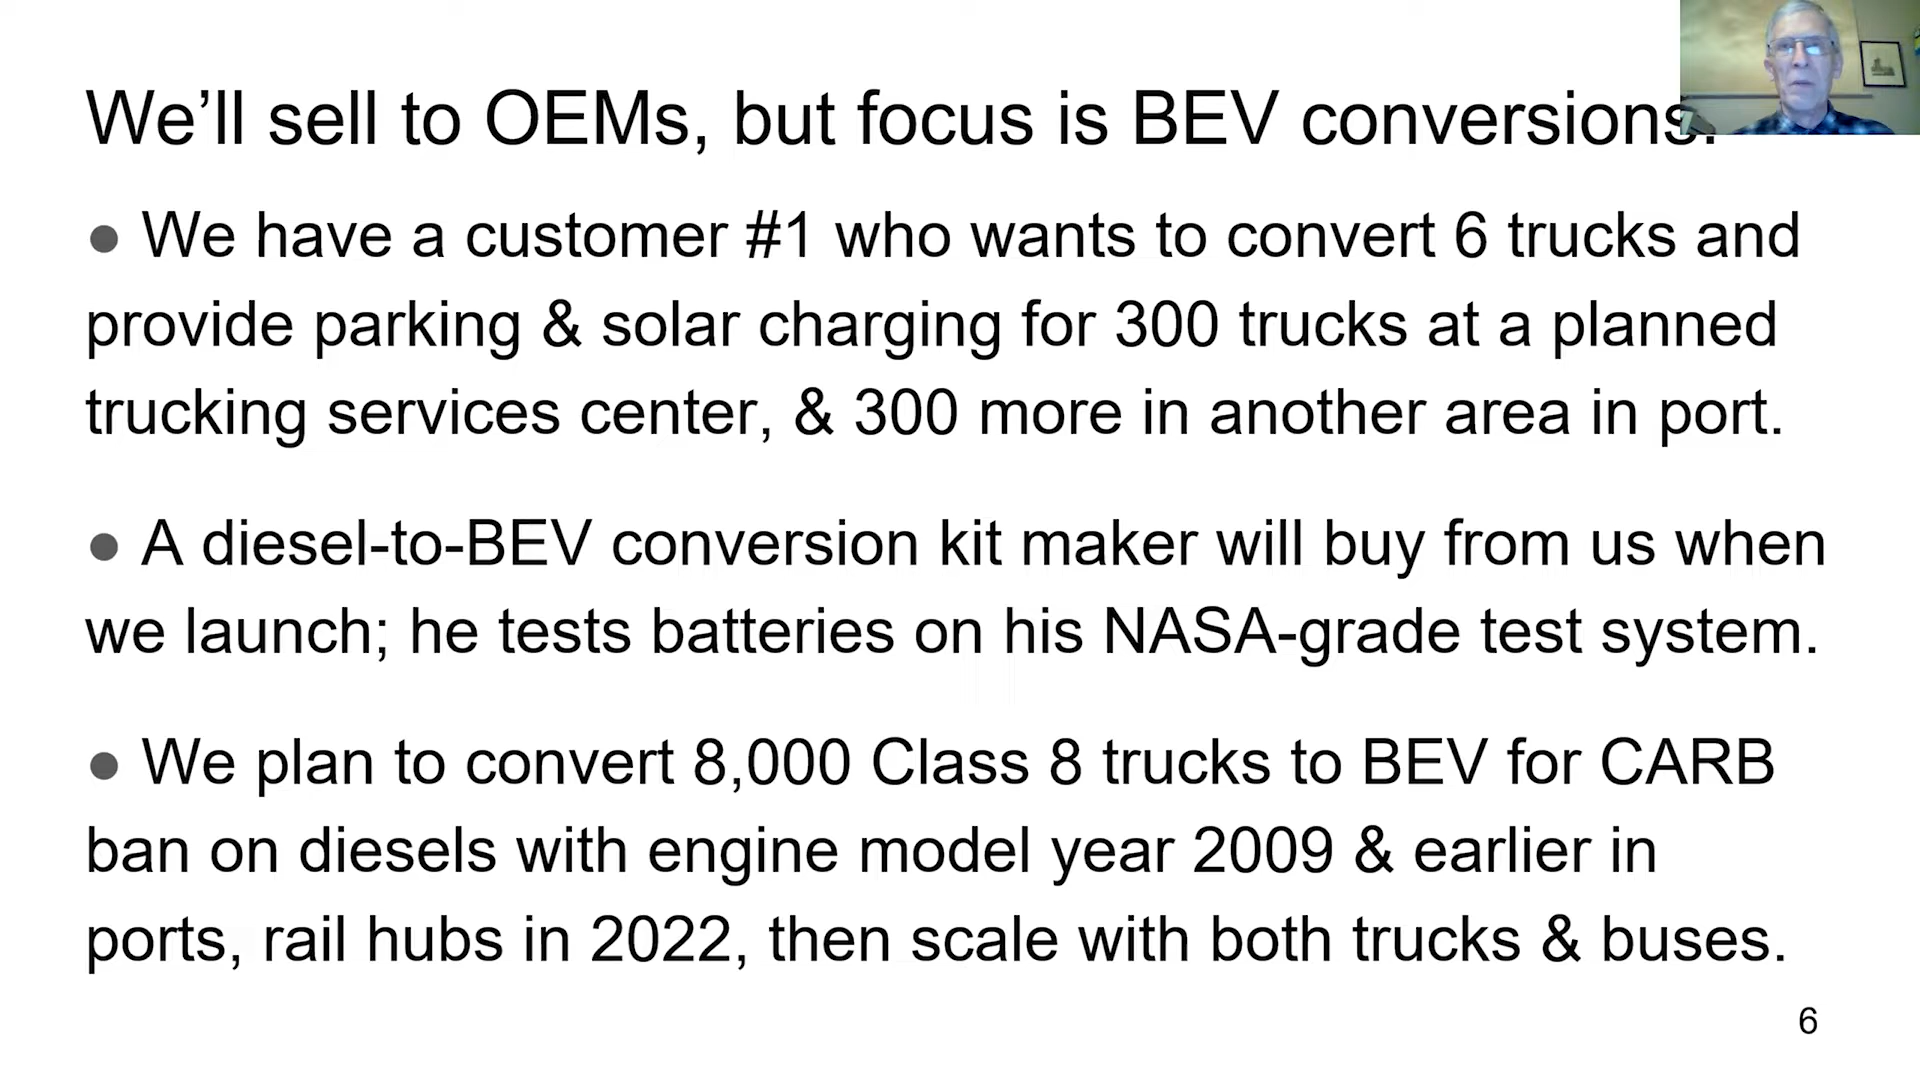 We’ll sell to OEMs, but focus is BEV conversions.
● We have a customer #1 who wants to convert 6 trucks and
provide parking & solar charging for 300 trucks at a planned
trucking services center, & 300 more in another area in port.
● A diesel-to-BEV conversion kit maker will buy from us when
we launch; he tests batteries on his NASA-grade test system.
● We plan to convert 8,000 Class 8 trucks to BEV for CARB
ban on diesels with engine model year 2009 & earlier in
ports, rail hubs in 2022, then scale with both trucks & buses.
6